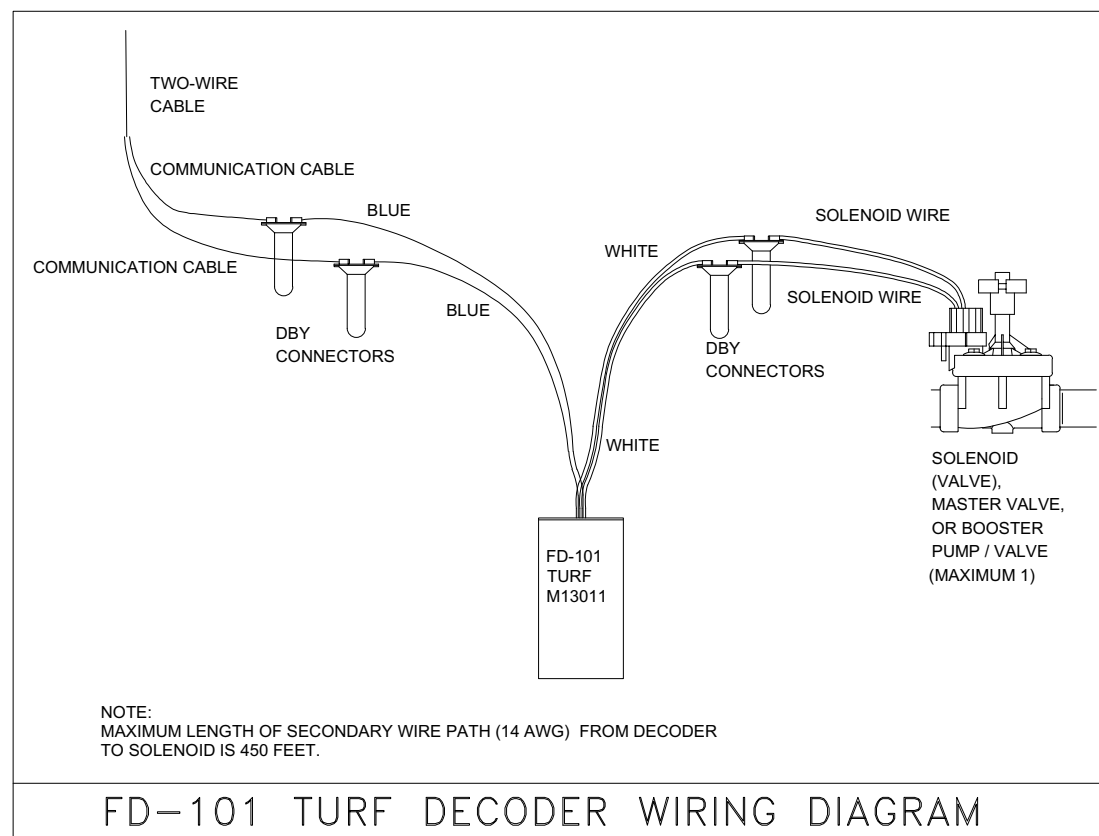 TWO-WIRE
CABLE
COMMUNICATION CABLE
BLUE
COMMUNICATION CABLE
BLUE
DBY
CONNECTORS
SOLENOID WIRE
WHITE
SOLENOID WIRE
DBY
CONNECTORS
WHITE
SOLENOID
(VALVE),
MASTER VALVE,
OR BOOSTER
PUMP / VALVE
(MAXIMUM 1)
FD-101
TURF
M13011
NOTE:
MAXIMUM LENGTH OF SECONDARY WIRE PATH (14 AWG) FROM DECODER
TO SOLENOID IS 450 FEET.
FD-101 TURF DECODER WIRING DIAGRAM